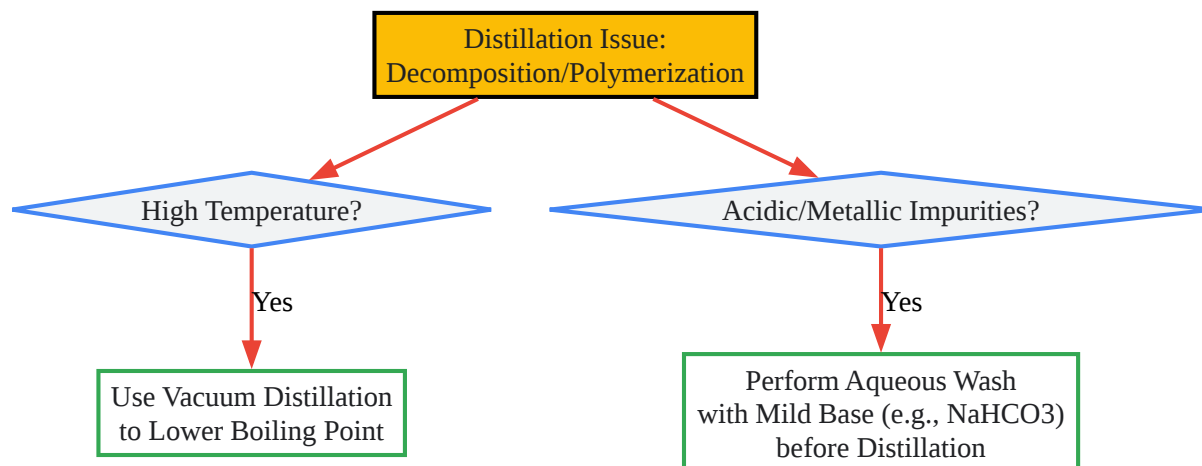 Distillation Issue:
Decomposition/Polymerization
High Temperature?
Acidic/Metallic Impurities?
Yes
Yes
Use Vacuum Distillation
to Lower Boiling Point
Perform Aqueous Wash
with Mild Base (e.g., NaHCO3)
before Distillation